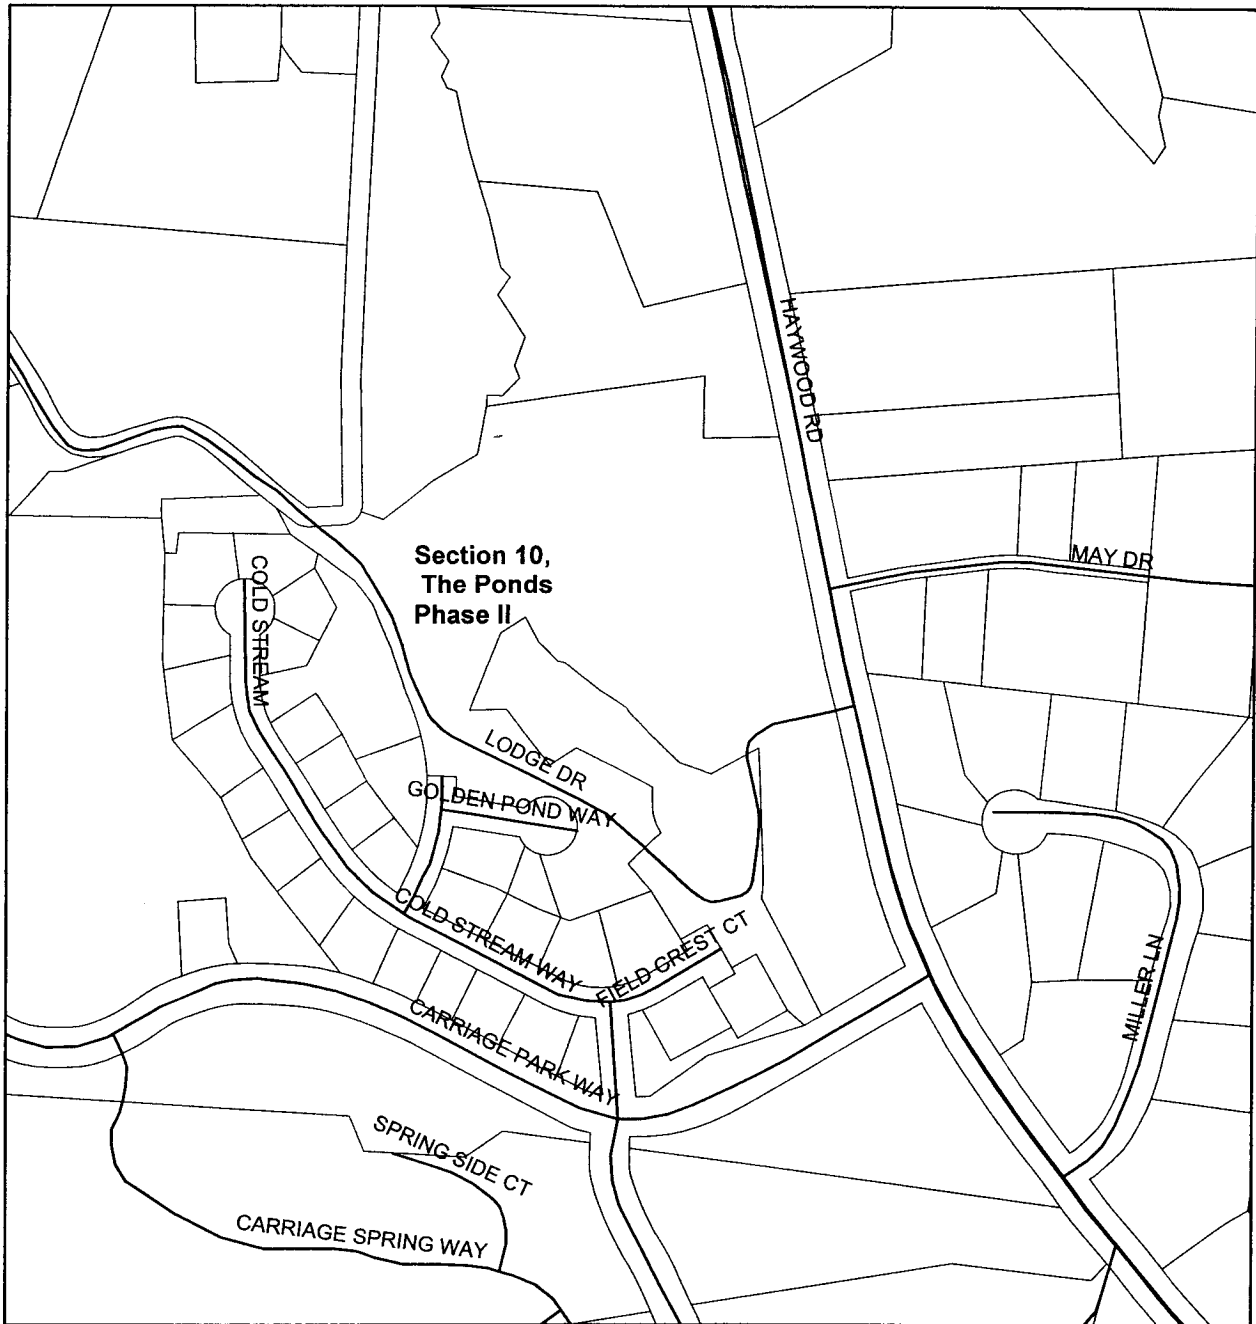 HAYWOOD RD
Section 10,
The Ponds
Phase II
MAY DR
COLD STREAM
LODGE DR
GOLDEN POND WAY
COLD STREAM WAY
FIELD CREST CT
MILLER LN
CARRIAGE PARK WAY
SPRING SIDE CT
CARRIAGE SPRING WAY